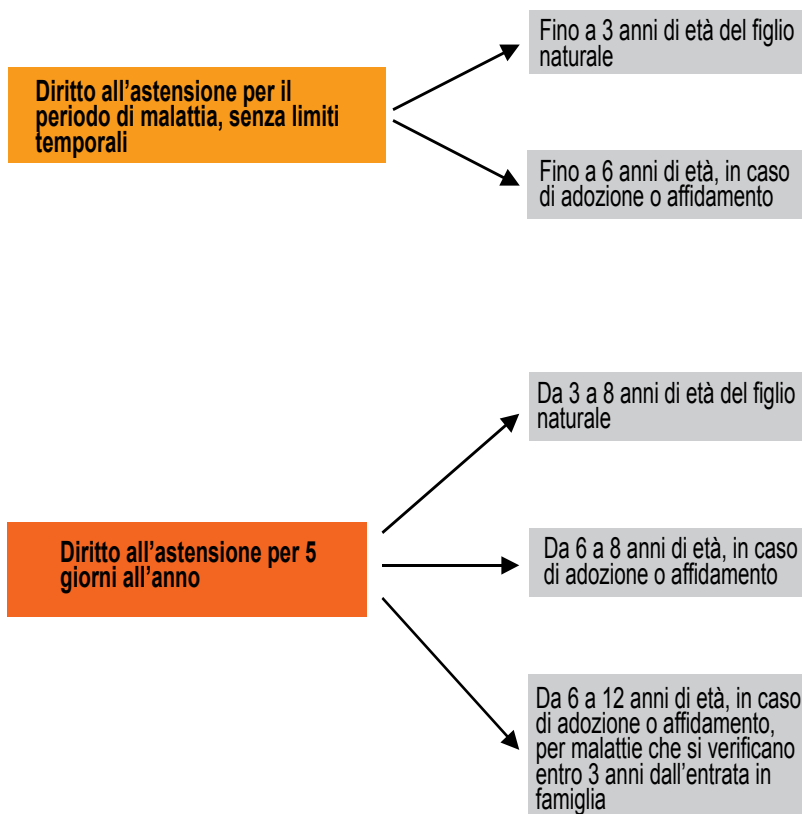 Fino a 3 anni di età del figlio
naturale
Diritto all’astensione per il
periodo di malattia, senza limiti
temporali
Fino a 6 anni di età, in caso
di adozione o affidamento
Da 3 a 8 anni di età del figlio
naturale
Diritto all’astensione per 5
giorni all’anno
Da 6 a 8 anni di età, in caso
di adozione o affidamento
Da 6 a 12 anni di età, in caso
di adozione o affidamento,
per malattie che si verificano
entro 3 anni dall’entrata in
famiglia